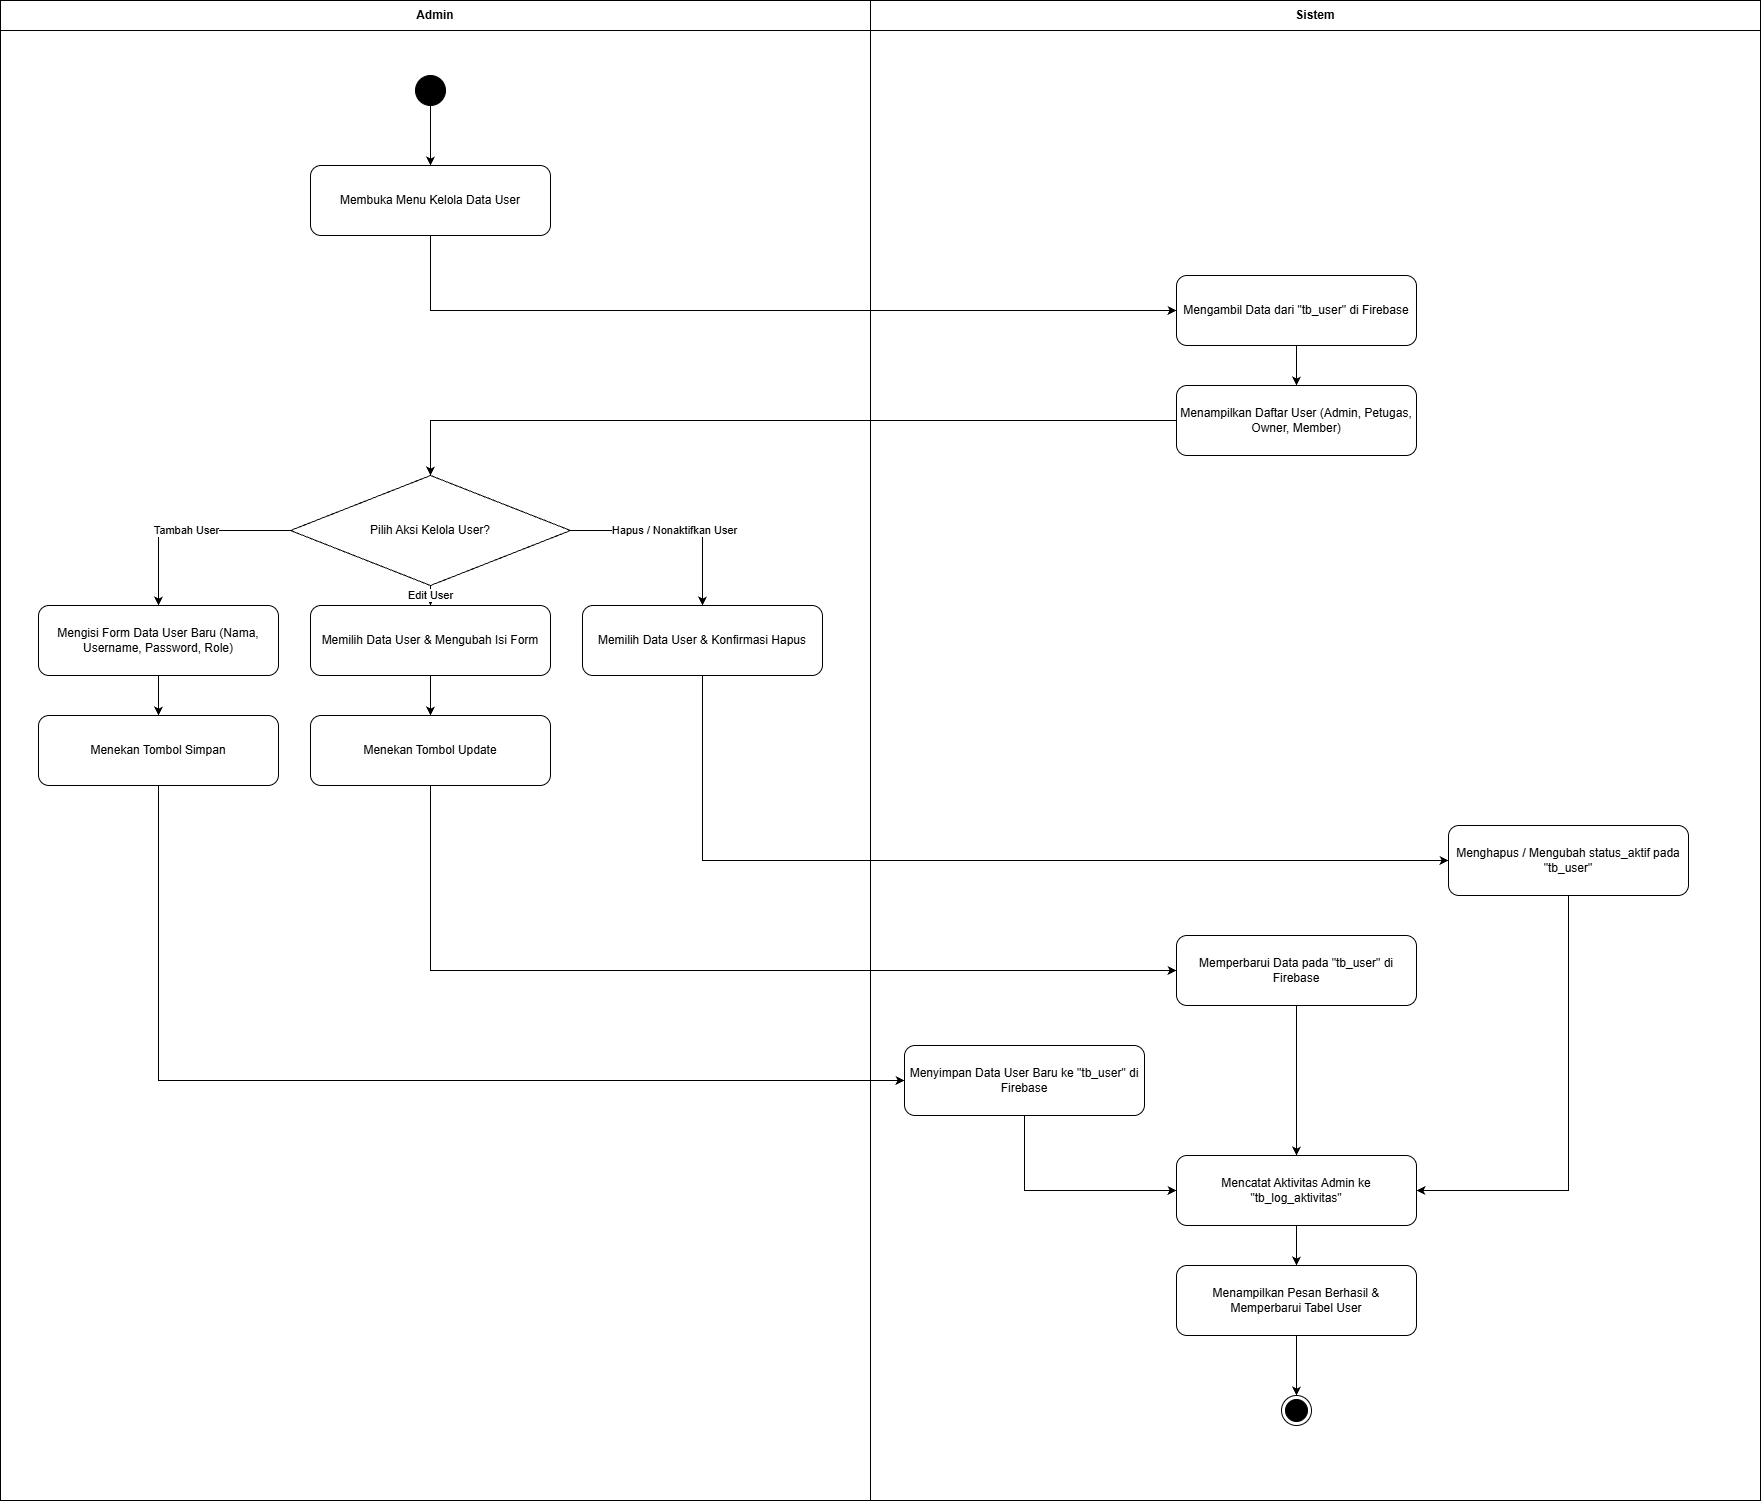 Admin
Sistem
Membuka Menu Kelola Data User
Mengambil Data dari "tb_user" di Firebase
Menampilkan Daftar User (Admin, Petugas,
Owner, Member)
Pilih Aksi Kelola User?
Tambah User
Hapus / Nonaktifkan User
Edit User
Mengisi Form Data User Baru (Nama,
Username, Password, Role)
Memilih Data User & Mengubah Isi Form
Memilih Data User & Konfirmasi Hapus
Menekan Tombol Simpan
Menekan Tombol Update
Menghapus / Mengubah status_aktif pada
"tb_user"
Memperbarui Data pada "tb_user" di
Firebase
Menyimpan Data User Baru ke "tb_user" di
Firebase
Mencatat Aktivitas Admin ke
"tb_log_aktivitas"
Menampilkan Pesan Berhasil &
Memperbarui Tabel User